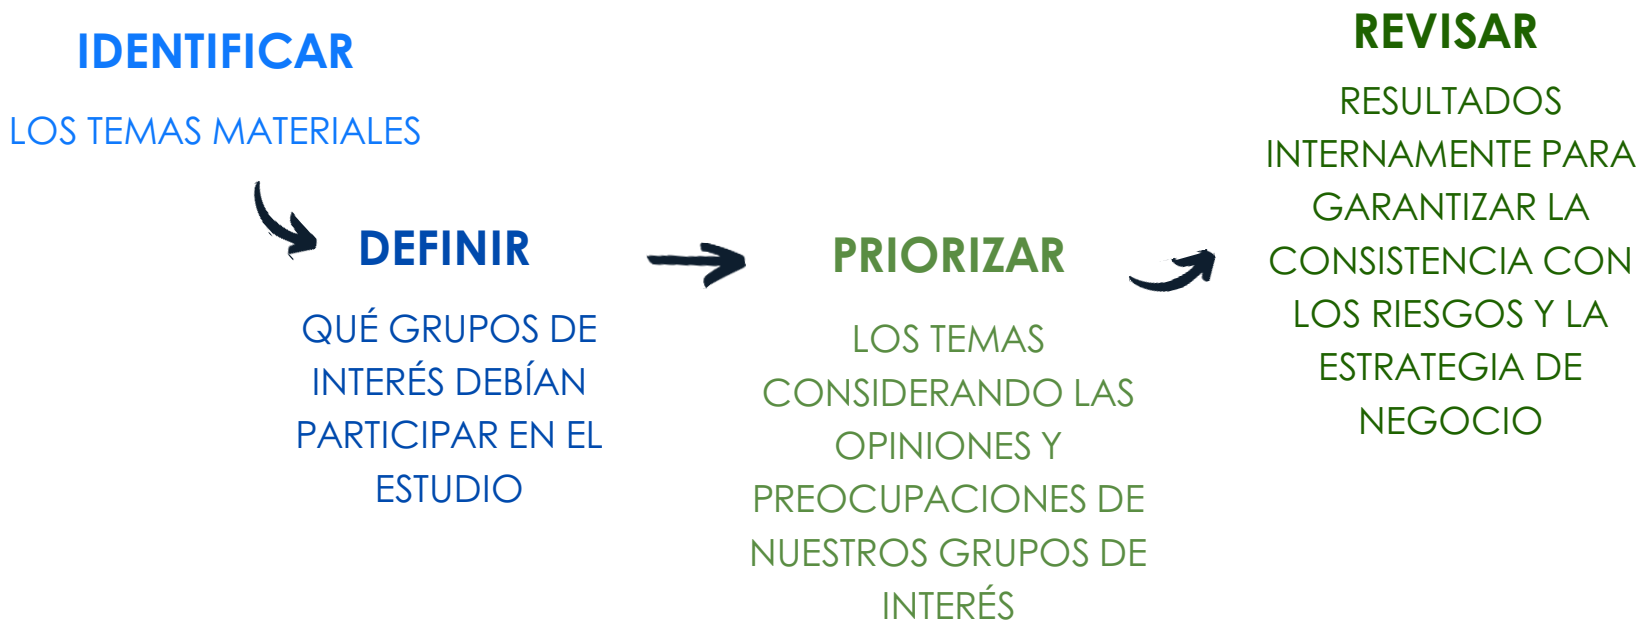 IDENTIFICAR
LOS TEMAS MATERIALES
DEFINIR
QUÉ GRUPOS DE
INTERÉS DEBÍAN
PARTICIPAR EN EL
ESTUDIO
PRIORIZAR
LOS TEMAS
CONSIDERANDO LAS
OPINIONES Y
PREOCUPACIONES DE
NUESTROS GRUPOS DE
INTERÉS
REVISAR
RESULTADOS
INTERNAMENTE PARA
GARANTIZAR LA
CONSISTENCIA CON
LOS RIESGOS Y LA
ESTRATEGIA DE
NEGOCIO